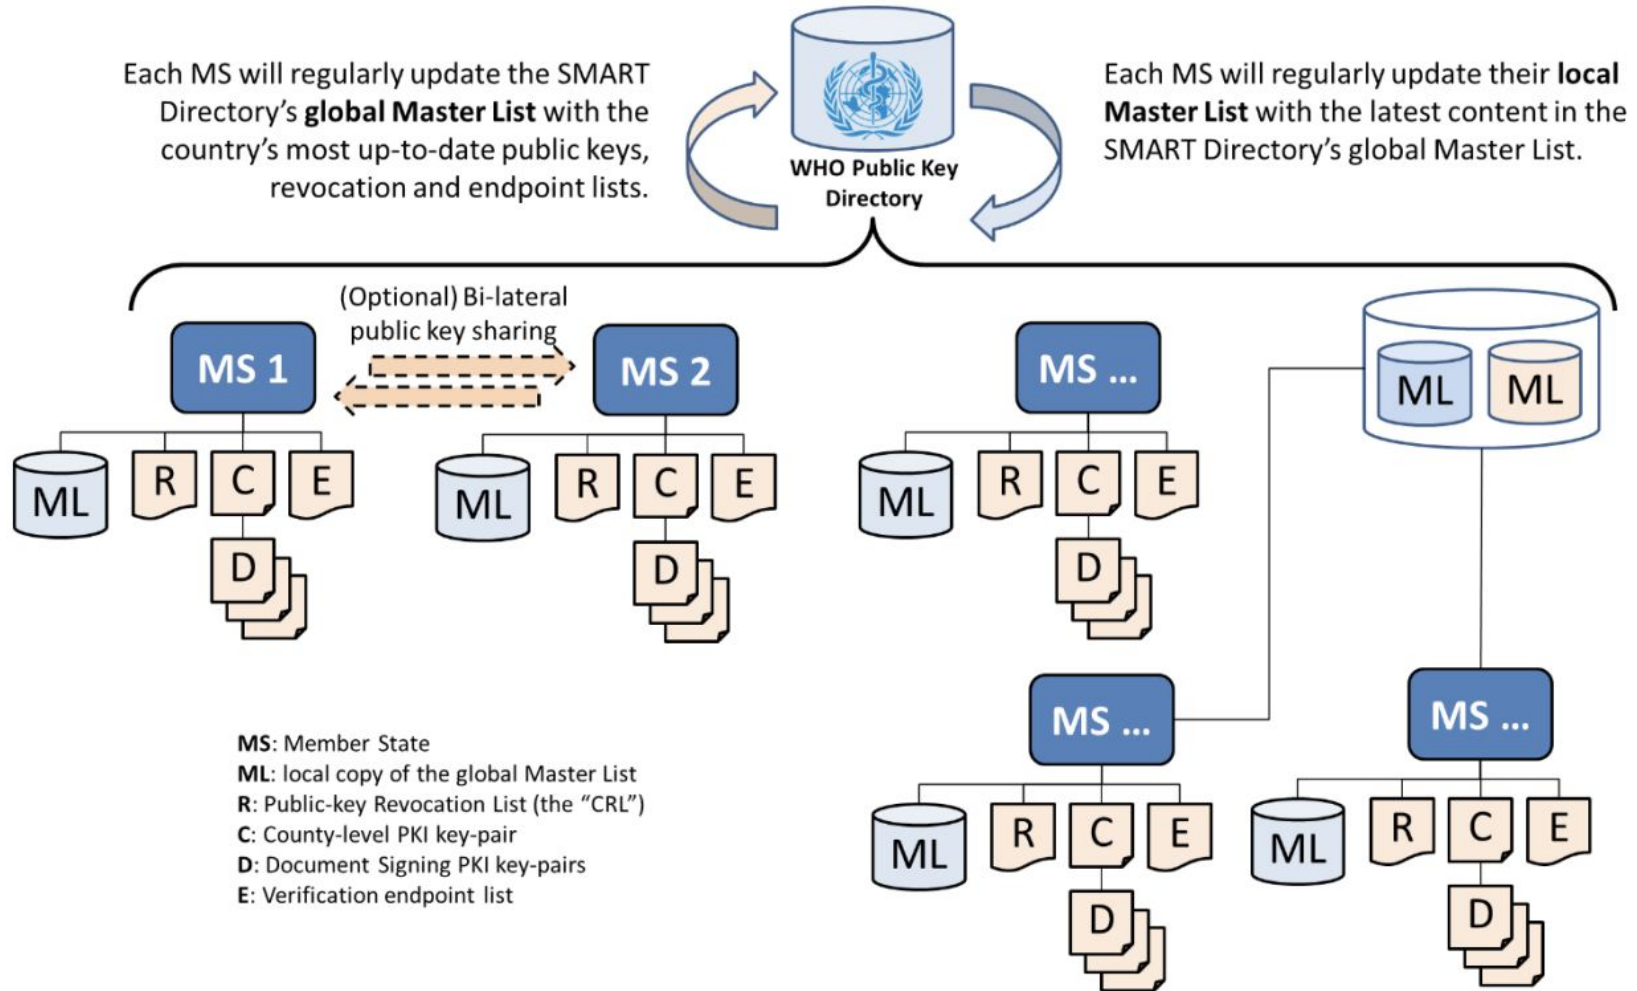 Each MS will regularly update the SMART
Directory's global Master List with the
country's most up-to-date public keys,
revocation and endpoint lists.
WHO Public Key
Directory
Each MS will regularly update their local
Master List with the latest content in the
SMART Directory's global Master List.
(Optional) Bi-lateral
public key sharing
MS 1
MS 2
MS ...
ML
ML
ML
R
C
E
D
ML
R
C
E
D
ML
R
C
E
D
MS ...
MS ...
ML
R
C
E
D
ML
R
C
E
D
MS: Member State
ML: local copy of the global Master List
R: Public-key Revocation List (the “CRL”)
C: County-level PKI key-pair
D: Document Signing PKI key-pairs
E: Verification endpoint list